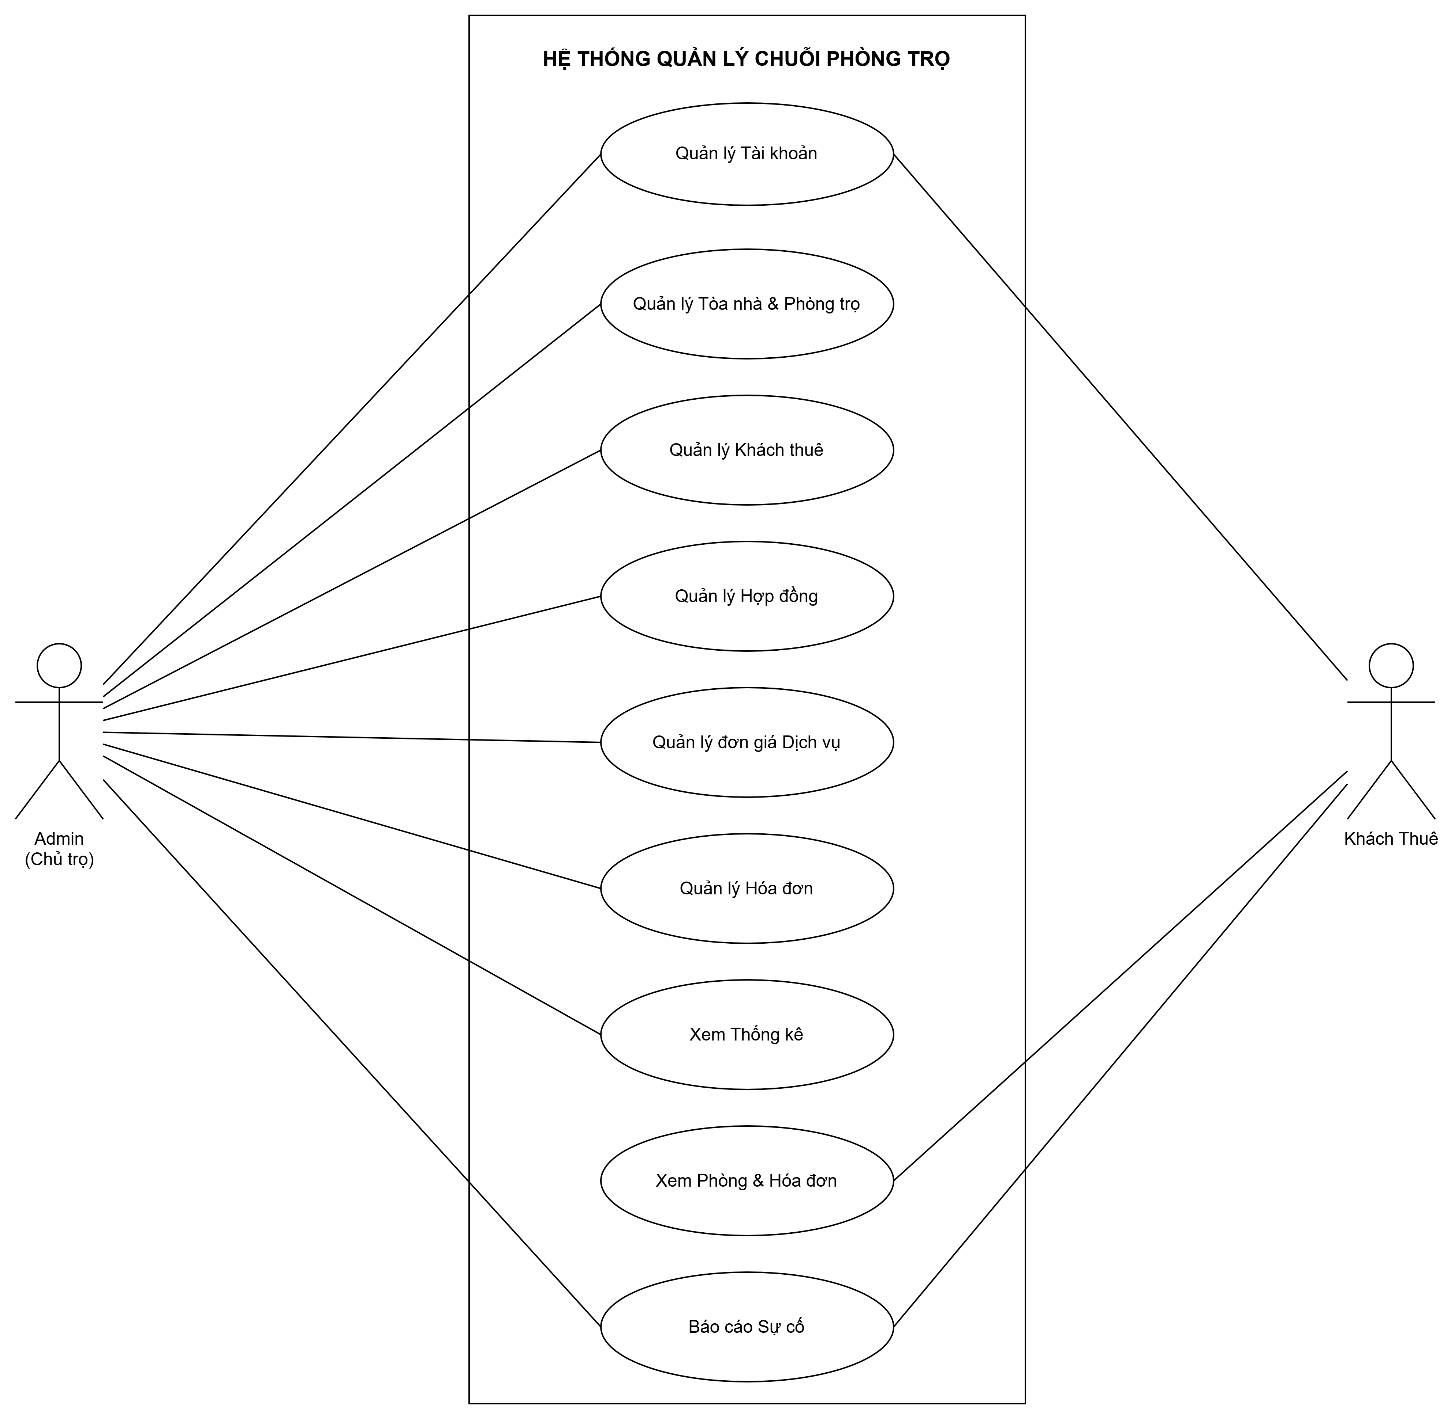 HỆ THỐNG QUẢN LÝ CHUỖI PHÒNG TRỌ
Quản lý Tài khoản
Quản lý Tòa nhà & Phòng trọ
Quản lý Khách thuê
Quản lý Hợp đồng
Quản lý đơn giá Dịch vụ
Quản lý Hóa đơn
Xem Thống kê
Xem Phòng & Hóa đơn
Báo cáo Sự cố
Admin
(Chủ trọ)
Khách Thuê